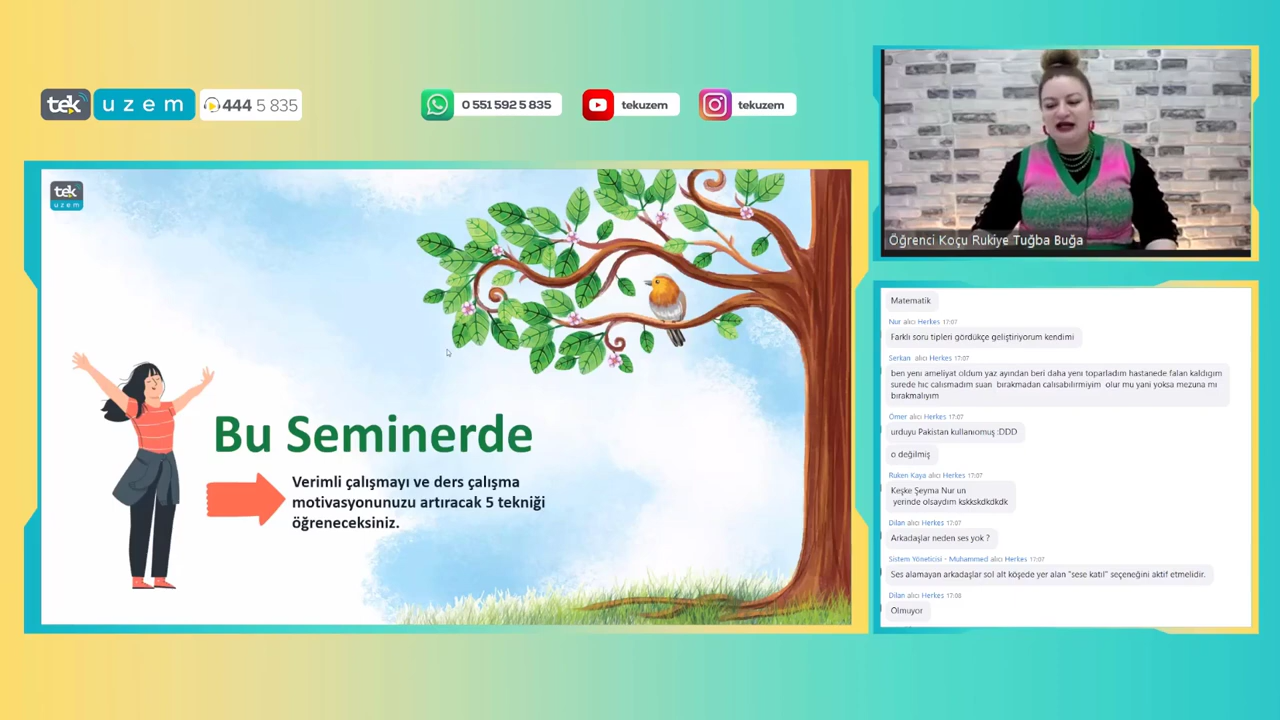 tek uzem 444 5 835
0 551 592 5 835
tekuzem
tekuzem
tek
uzem
Bu Seminerde
Verimli çalışmayı ve ders çalışma
motivasyonunuzu artıracak 5 tekniği
öğreneceksiniz.
Öğrenci Koçu Rukiye Tuğba Buğa
Matematik
Nur alıcı Herkes 17:07
Farklı soru tipleri gördükçe geliştiriyorum kendimi
Serkan alıcı Herkes 17:07
ben yenı ameliyat oldum yaz ayından beri daha yenı toparladım hastanede falan kaldıgım
surede hıc calısmadım suan bırakmadan calısabılırmıyım olur mu yani yoksa mezuna mı
bırakmalıyım
Ömer alıcı Herkes 17:07
urduyu Pakistan kullanıomuş :DDD
o değilmiş
Ruken Kaya alıcı Herkes 17:07
Keşke Şeyma Nur un
yerinde olsaydım kskkskdkdkdk
Dilan alıcı Herkes 17:07
Arkadaşlar neden ses yok ?
Sistem Yöneticisi - Muhammed alıcı Herkes 17:07
Ses alamayan arkadaşlar sol alt köşede yer alan "sese katıl" seçeneğini aktif etmelidir.
Dilan alıcı Herkes 17:08
Olmuyor